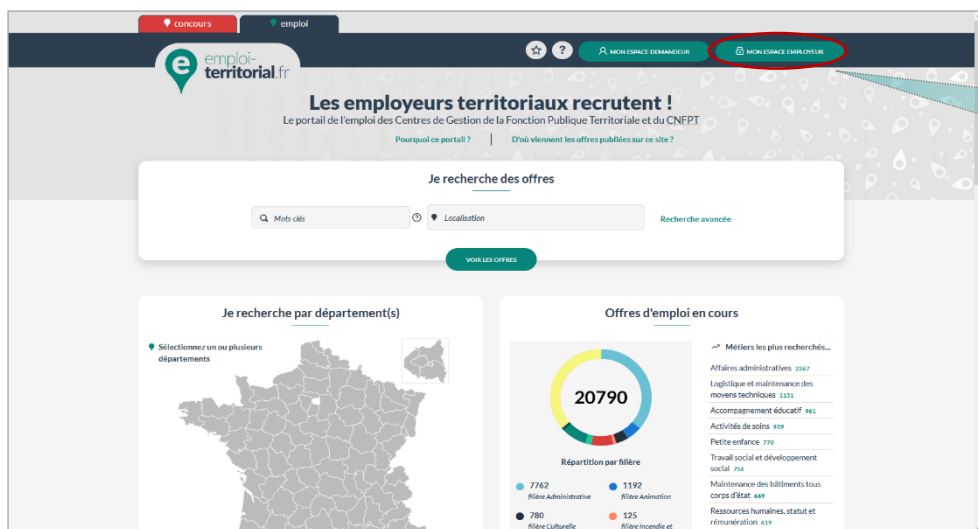 concours
emploi
emploi-
territorial.fr
?
MON ESPACE DEMANDEUR
MON ESPACE EMPLOYEUR
Les employeurs territoriaux recrutent !
Le portail de l'emploi des Centres de Gestion de la Fonction Publique Territoriale et du CNFPT
Pourquoi ce portail ?
D'où viennent les offres publiées sur ce site ?
Je recherche des offres
Mots clés
?
Localisation
Recherche avancée
VOIR LES OFFRES
Je recherche par département(s)
Sélectionnez un ou plusieurs
départements
Offres d'emploi en cours
20790
Répartition par filière
7762
filière Administrative
1192
filière Animation
780
filière Culturelle
125
filière Incendie et
Métiers les plus recherchés...
Affaires administratives 2367
Logistique et maintenance des
moyens techniques 1151
Accompagnement éducatif 961
Activités de soins 939
Petite enfance 770
Travail social et développement
social 756
Maintenance des bâtiments tous
corps d'état 669
Ressources humaines, statut et
rémunération 619